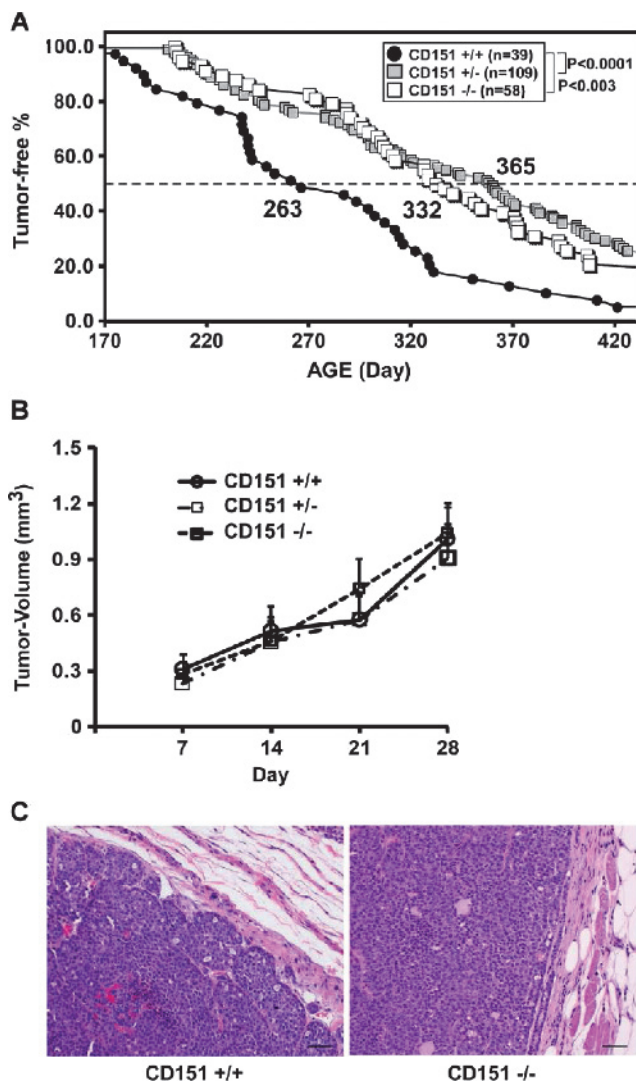 A
100.0
80.0
60.0
40.0
20.0
0.0
Tumor-free %
CD151 +/+ (n=39)
CD151 +/- (n=109)
CD151 -/- (n=58)
P<0.0001
P<0.003
365
263
332
170
220
270
320
370
420
AGE (Day)
B
1.5
1.2
0.9
0.6
0.3
0
Tumor-Volume (mm3)
CD151 +/+
CD151 +/-
CD151 -/-
7
14
21
28
Day
C
CD151 +/+
CD151 -/-